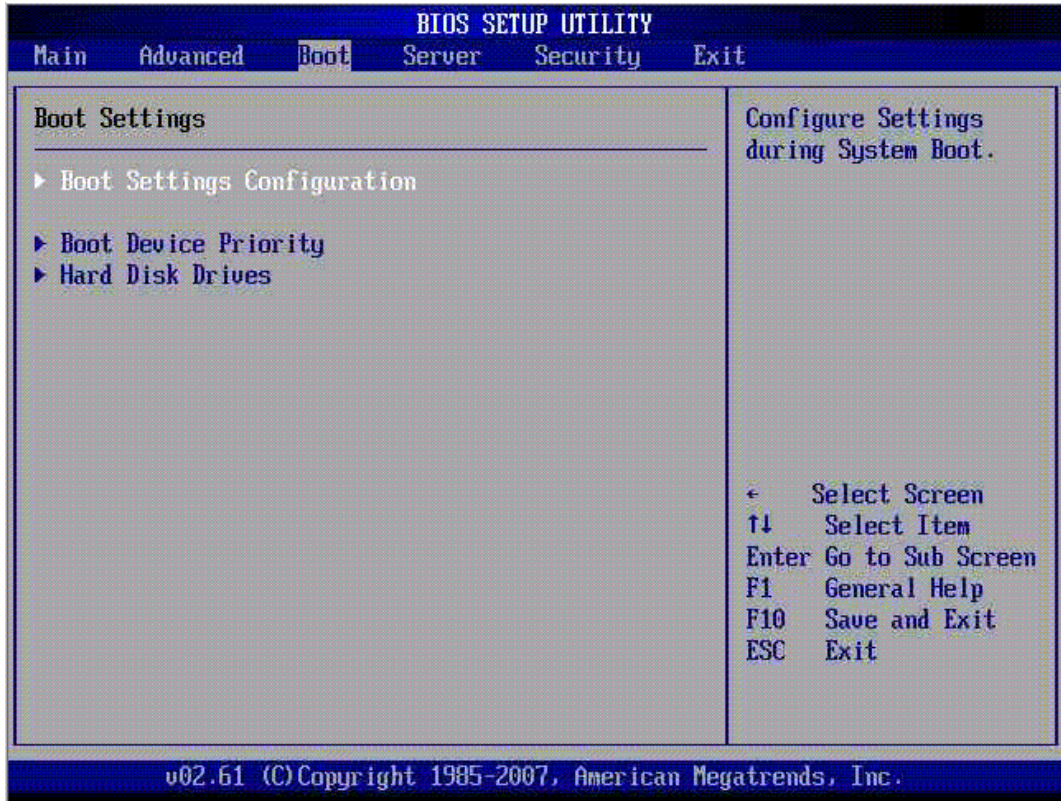 BIOS SETUP UTILITY
Main Advanced Boot Server Security Exit
Boot Settings
▶ Boot Settings Configuration
▶ Boot Device Priority
▶ Hard Disk Drives
Configure Settings
during System Boot.
← Select Screen
↑↓ Select Item
Enter Go to Sub Screen
F1 General Help
F10 Save and Exit
ESC Exit
v02.61 (C)Copyright 1985-2007, American Megatrends, Inc.